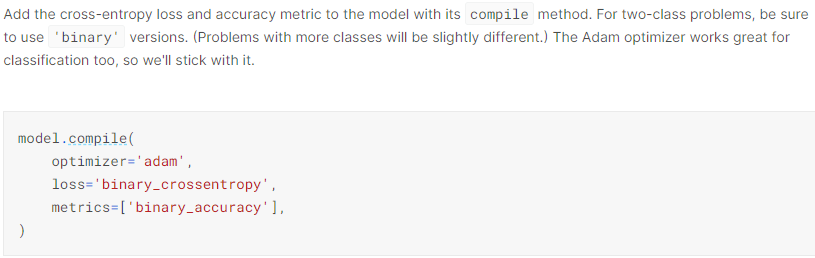 Add the cross-entropy loss and accuracy metric to the model with its compile method. For two-class problems, be sure
to use 'binary' versions. (Problems with more classes will be slightly different.) The Adam optimizer works great for
classification too, so we'll stick with it.
model.compile(
    optimizer='adam',
    loss='binary_crossentropy',
    metrics=['binary_accuracy'],
)